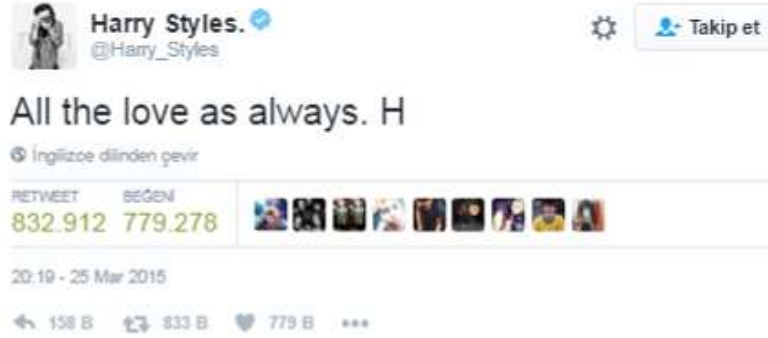 Harry Styles.
@Harry_Styles
Takip et
All the love as always. H
İngilizce dilinden çevir
RETWEET BEĞENİ
832.912 779.278
20:19 - 25 Mar 2015
158 B 833 B 779 B